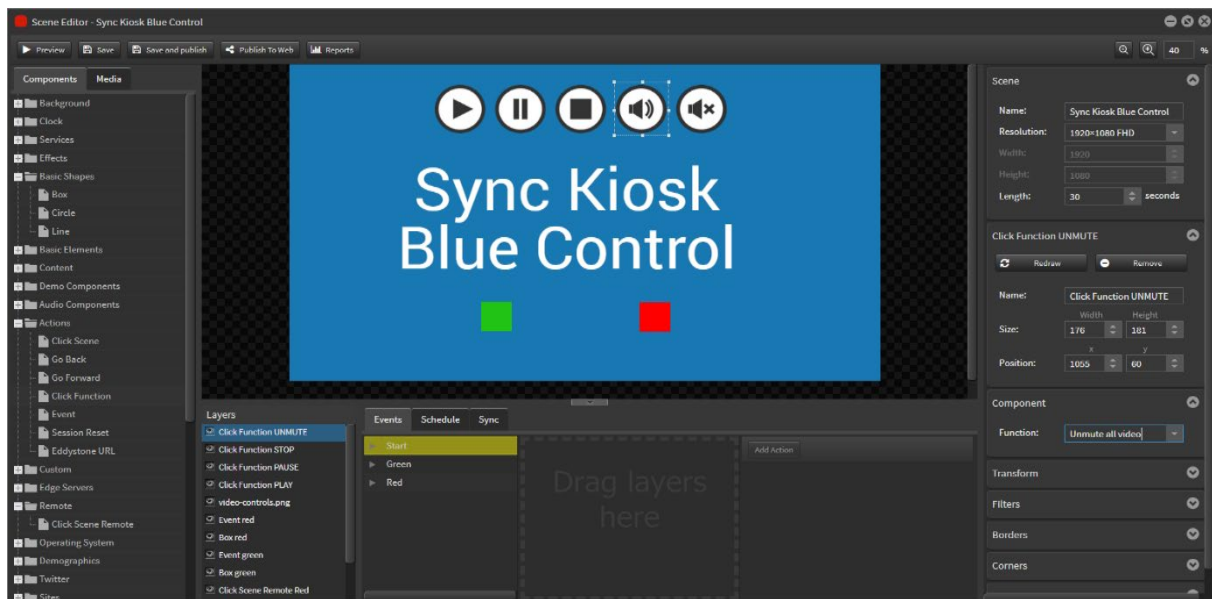 Scene Editor - Sync Kiosk Blue Control
Preview Save Save and publish Publish To Web Reports 40 %
Components Media
Background
Clock
Services
Effects
Basic Shapes
Box
Circle
Line
Basic Elements
Content
Demo Components
Audio Components
Actions
Click Scene
Go Back
Go Forward
Click Function
Event
Session Reset
Eddystone URL
Custom
Edge Servers
Remote
Click Scene Remote
Operating System
Demographics
Twitter
Sites
Sync Kiosk
Blue Control
Layers
Click Function UNMUTE
Click Function STOP
Click Function PAUSE
Click Function PLAY
video-controls.png
Event red
Box red
Event green
Box green
Click Scene Remote Red
Events Schedule Sync
Start
Green
Red
Drag layers
here
Add Action
Scene
Name: Sync Kiosk Blue Control
Resolution: 1920×1080 FHD
Width: 1920
Height: 1080
Length: 30 seconds
Click Function UNMUTE
Redraw Remove
Name: Click Function UNMUTE
Width Height
Size: 176 181
x y
Position: 1055 60
Component
Function: Unmute all video
Transform
Filters
Borders
Corners